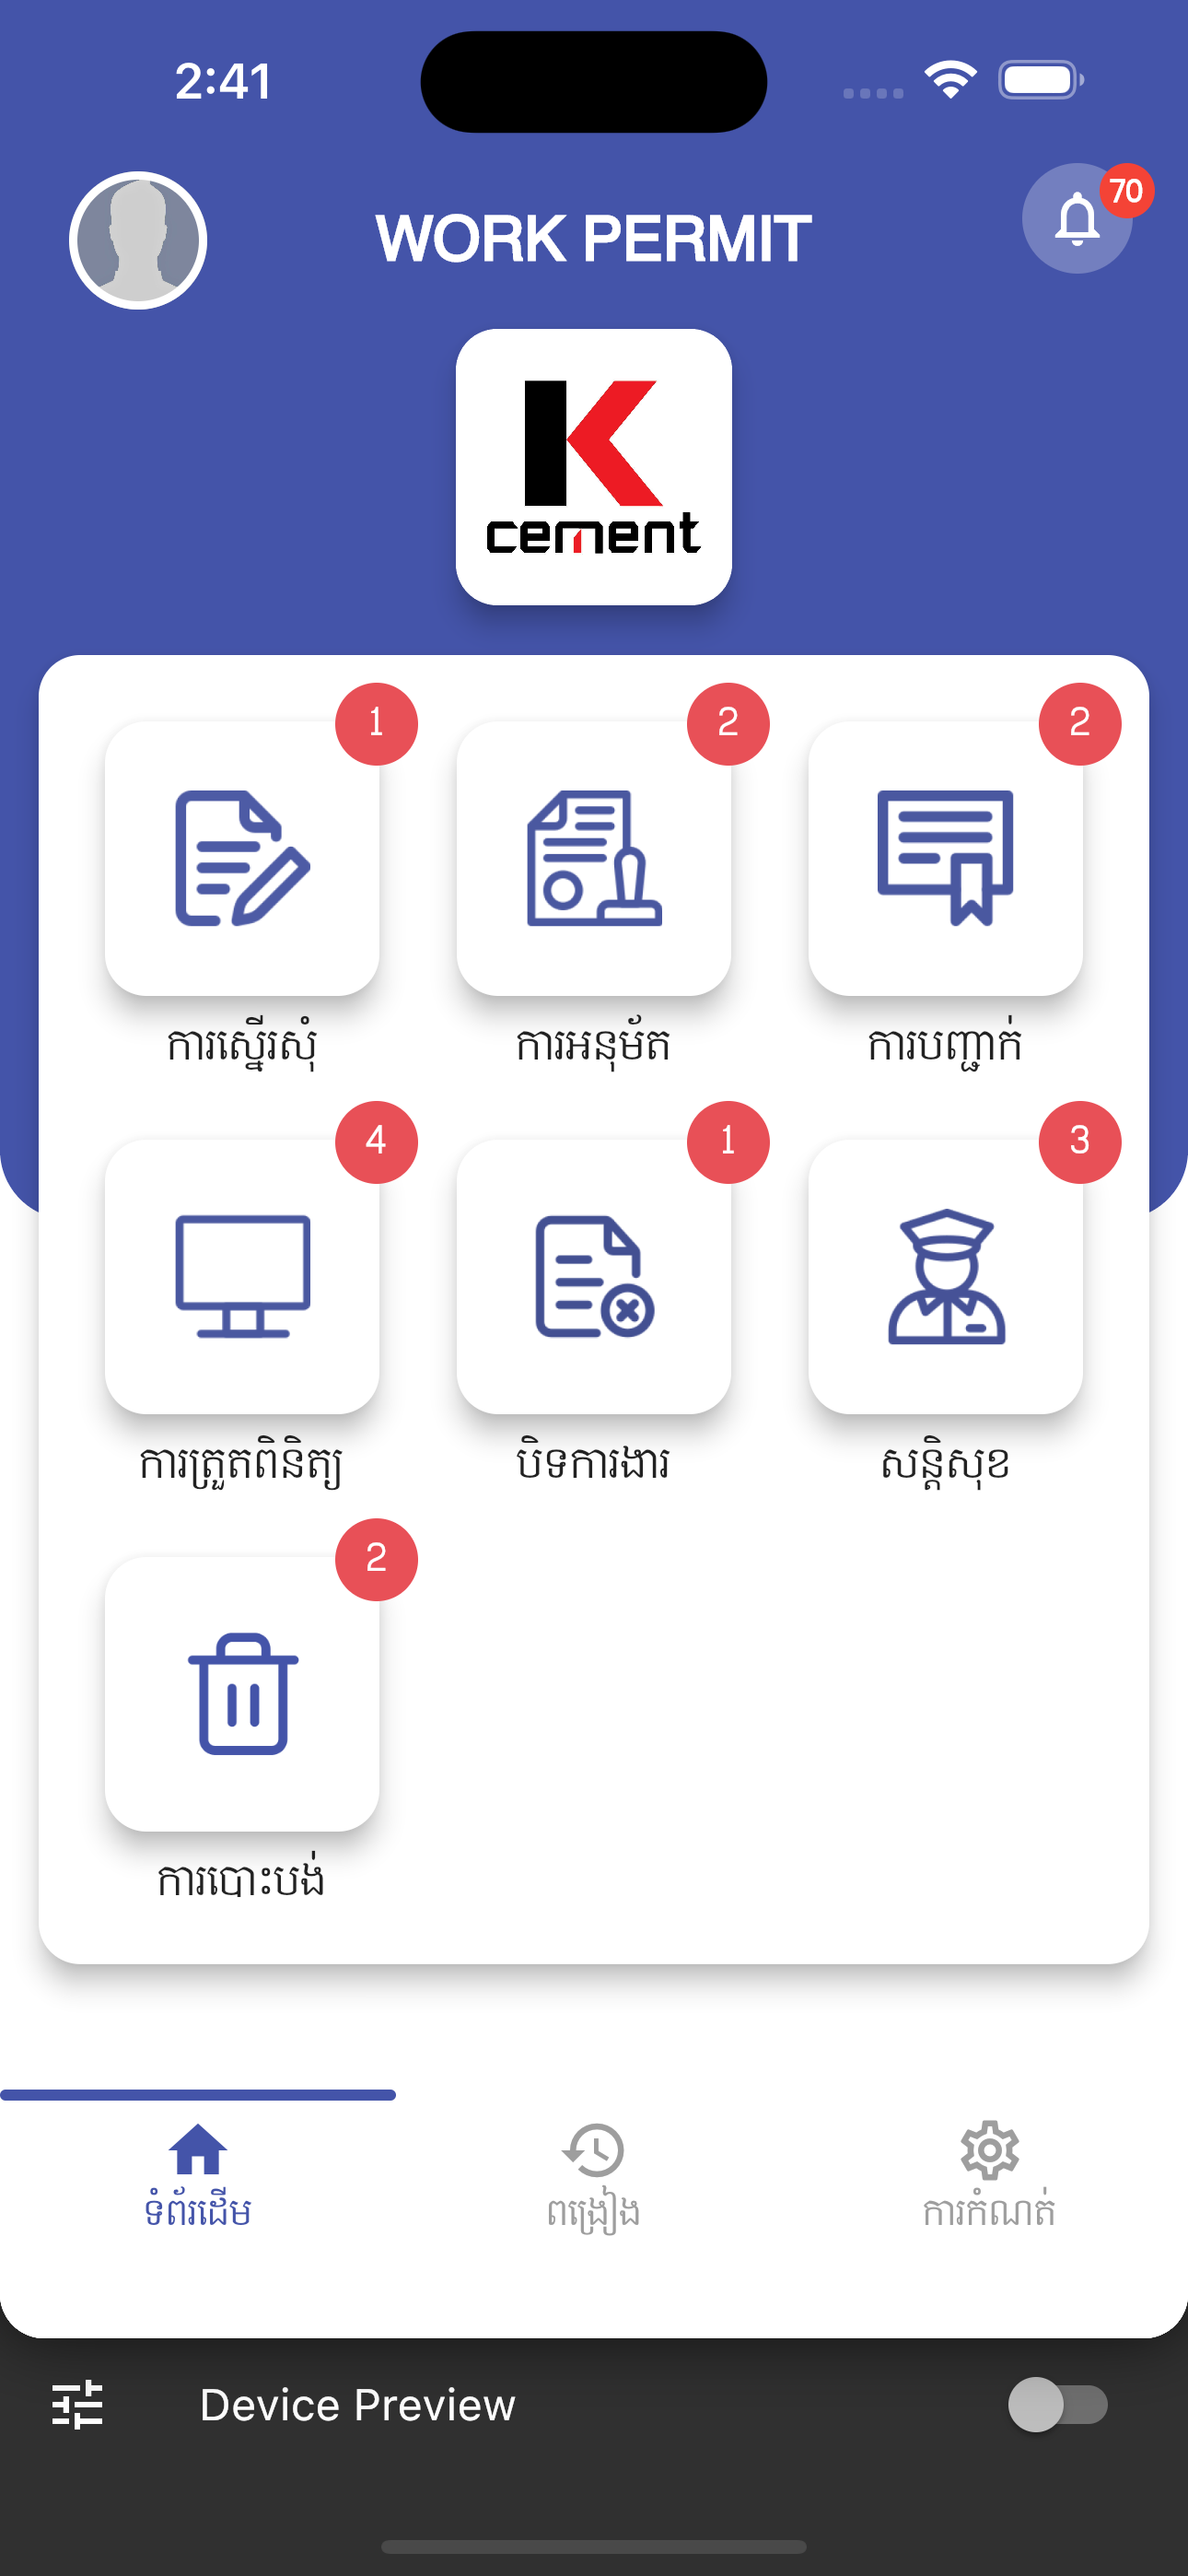 2:41
WORK PERMIT
70
K
cement
1
2
2
ការស្នើរសុំ
ការអនុម័ត
ការបញ្ជាក់
4
1
3
ការត្រួតពិនិត្យ
បិទការងារ
សន្តិសុខ
2
ការបោះបង់
ទំព័រដើម
ពង្រៀង
ការកំណត់
Device Preview